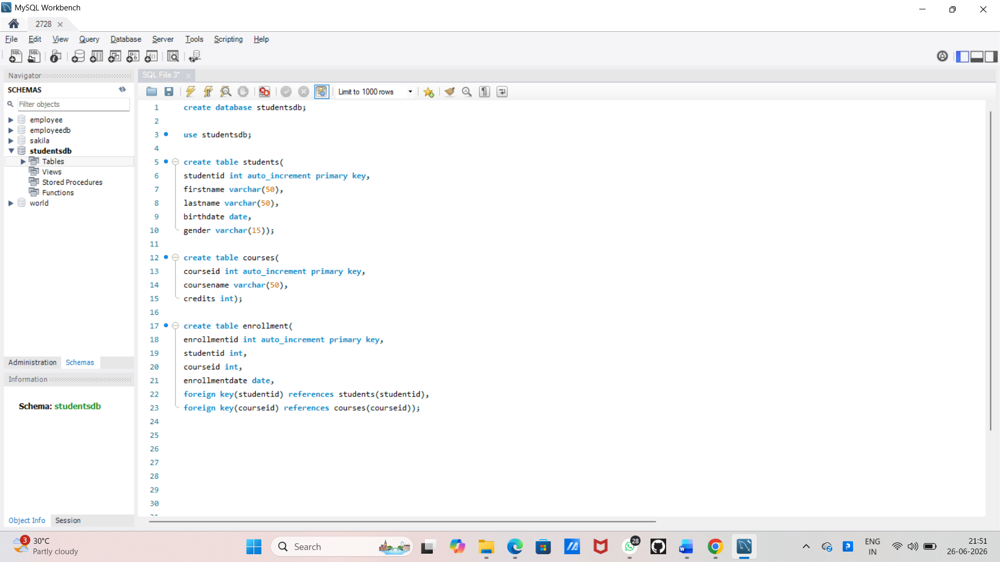 MySQL Workbench
2728
File Edit View Query Database Server Tools Scripting Help
Navigator
SQL File 3*
SCHEMAS
Limit to 1000 rows
Filter objects
employee
employeedb
sakila
studentsdb
Tables
Views
Stored Procedures
Functions
world
1 create database studentsdb;
2
3 use studentsdb;
4
5 create table students(
6 studentid int auto_increment primary key,
7 firstname varchar(50),
8 lastname varchar(50),
9 birthdate date,
10 gender varchar(15));
11
12 create table courses(
13 courseid int auto_increment primary key,
14 coursename varchar(50),
15 credits int);
16
17 create table enrollment(
18 enrollmentid int auto_increment primary key,
19 studentid int,
20 courseid int,
21 enrollmentdate date,
22 foreign key(studentid) references students(studentid),
23 foreign key(courseid) references courses(courseid));
24
25
26
27
28
29
30
Administration Schemas
Information
Schema: studentsdb
Object Info Session
3
30°C
Partly cloudy
Search
28
ENG
IN
21:51
26-06-2026